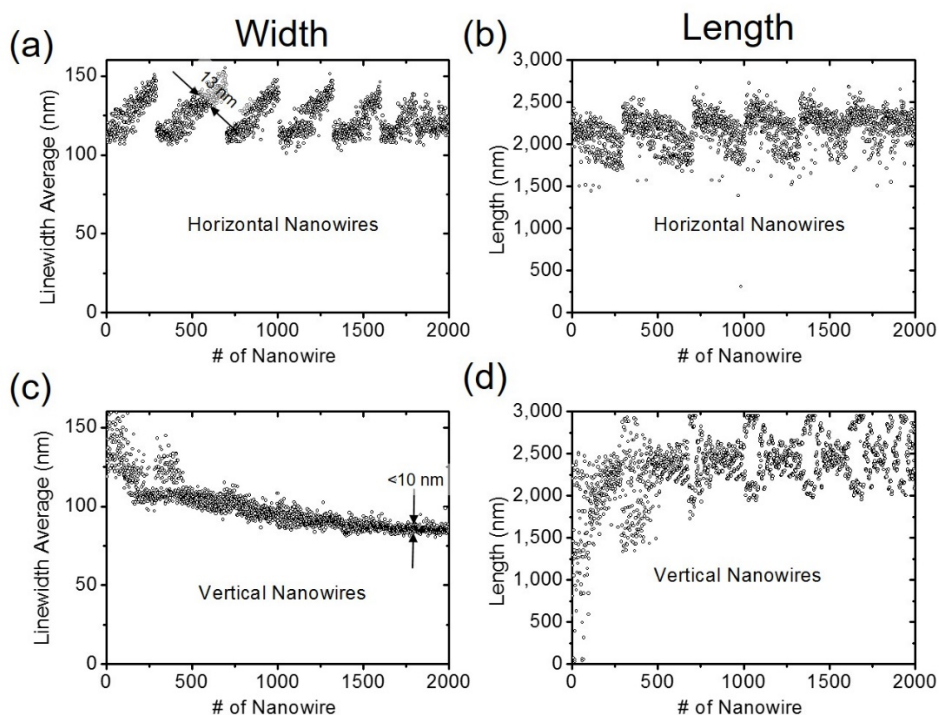 Width
Length
(a)
150
100
50
0
Linewidth Average (nm)
13 nm
Horizontal Nanowires
0
500
1000
1500
2000
# of Nanowire
(b)
3,000
2,500
2,000
1,500
1,000
500
0
Length (nm)
Horizontal Nanowires
0
500
1000
1500
2000
# of Nanowire
(c)
150
100
50
0
Linewidth Average (nm)
<10 nm
Vertical Nanowires
0
500
1000
1500
2000
# of Nanowire
(d)
3,000
2,500
2,000
1,500
1,000
500
0
Length (nm)
Vertical Nanowires
0
500
1000
1500
2000
# of Nanowire